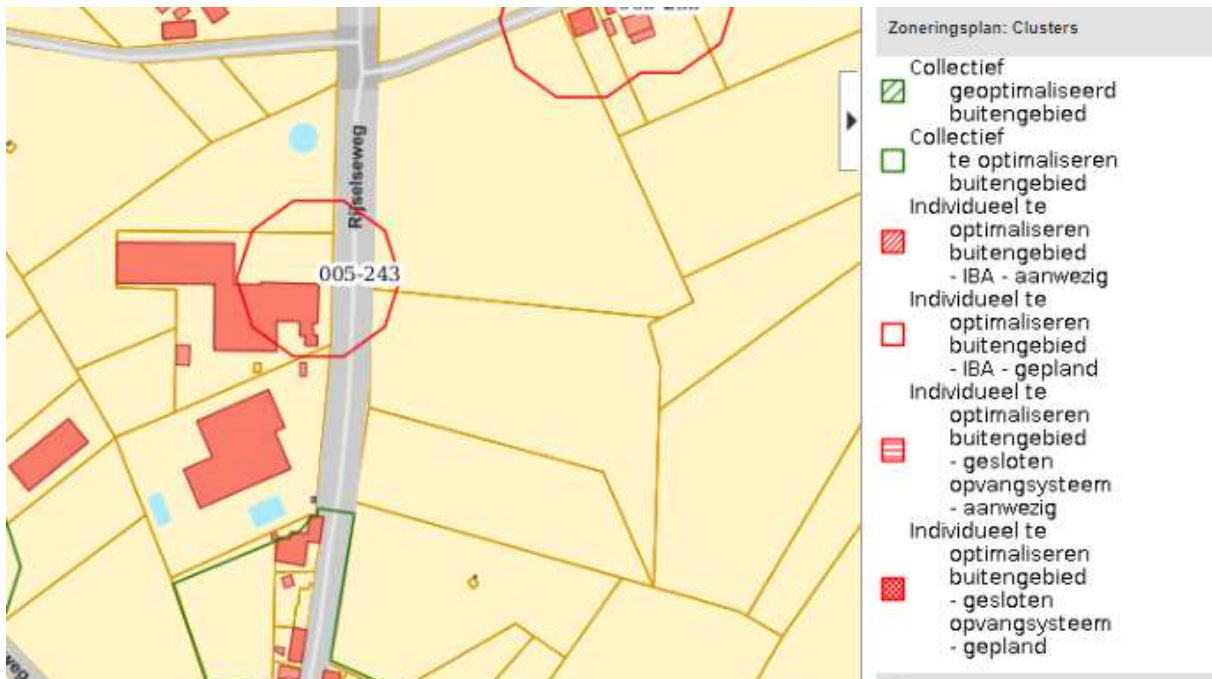 Rijselseweg
005-243
Zoneringsplan: Clusters
Collectief
geoptimaliseerd
buitengebied
Collectief
te optimaliseren
buitengebied
Individueel te
optimaliseren
buitengebied
- IBA - aanwezig
Individueel te
optimaliseren
buitengebied
- IBA - gepland
Individueel te
optimaliseren
buitengebied
- gesloten
opvangsysteem
- aanwezig
Individueel te
optimaliseren
buitengebied
- gesloten
opvangsysteem
- gepland